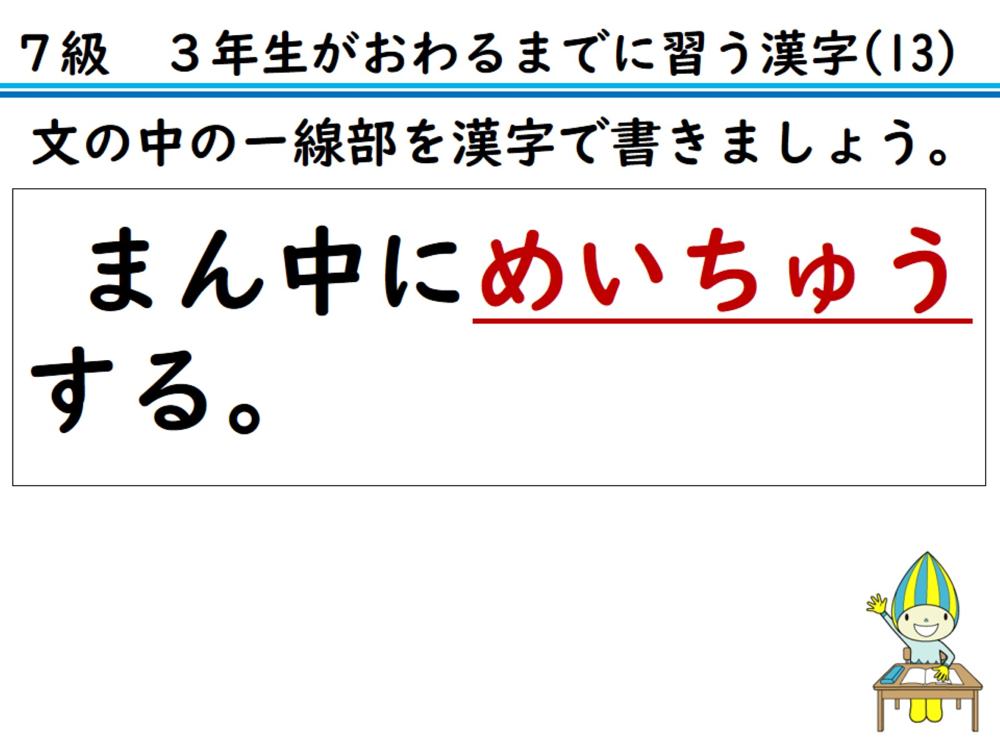 ７級　３年生がおわるまでに習う漢字(13)
文の中の一線部を漢字で書きましょう。
まん中にめいちゅう
する。